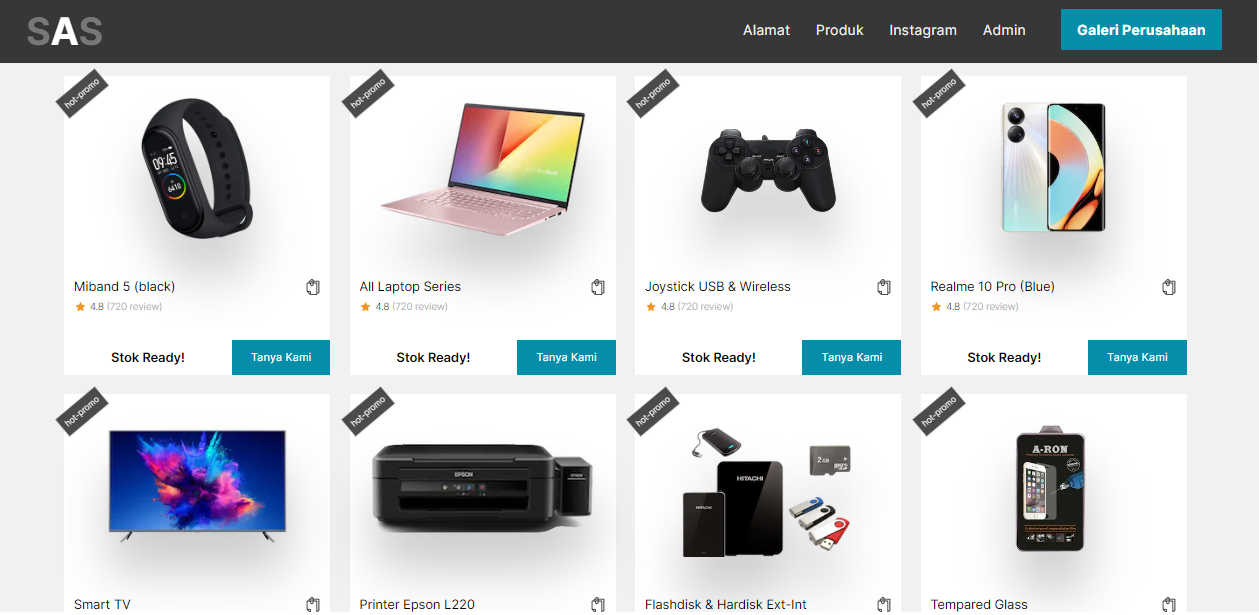 SAS
Alamat Produk Instagram Admin Galeri Perusahaan
hot-promo hot-promo hot-promo hot-promo
09:45
6410
Miband 5 (black)
4.8 (720 review)
Stok Ready! Tanya Kami
All Laptop Series
4.8 (720 review)
Stok Ready! Tanya Kami
Joystick USB & Wireless
4.8 (720 review)
Stok Ready! Tanya Kami
Realme 10 Pro (Blue)
4.8 (720 review)
Stok Ready! Tanya Kami
hot-promo hot-promo hot-promo hot-promo
Smart TV
EPSON
EPSON
Printer Epson L220
HITACHI
HITACHI
2GB
Flashdisk & Hardisk Ext-Int
A-RON
Tempared Glass